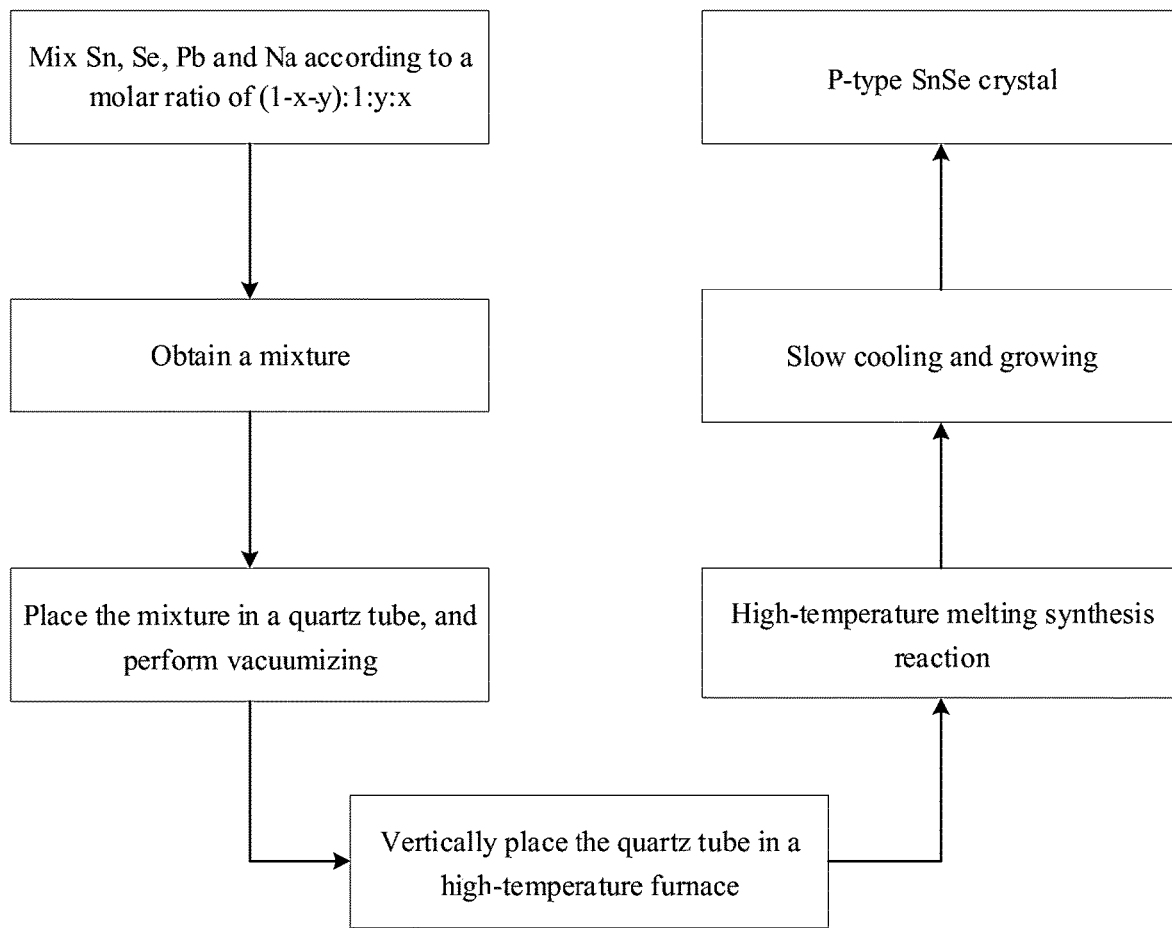 Mix Sn, Se, Pb and Na according to a
molar ratio of (1-x-y):1:y:x
Obtain a mixture
Place the mixture in a quartz tube, and
perform vacuumizing
Vertically place the quartz tube in a
high-temperature furnace
High-temperature melting synthesis
reaction
Slow cooling and growing
P-type SnSe crystal